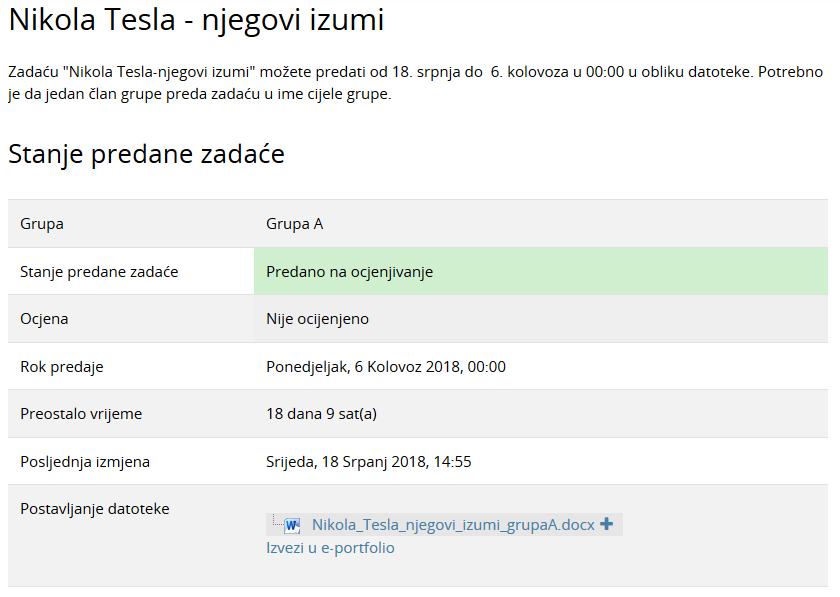 Nikola Tesla - njegovi izumi
Zadaću "Nikola Tesla-njegovi izumi" možete predati od 18. srpnja do  6. kolovoza u 00:00 u obliku datoteke. Potrebno
je da jedan član grupe preda zadaću u ime cijele grupe.
Stanje predane zadaće
Grupa Grupa A
Stanje predane zadaće Predano na ocjenjivanje
Ocjena Nije ocijenjeno
Rok predaje Ponedjeljak, 6 Kolovoz 2018, 00:00
Preostalo vrijeme 18 dana 9 sat(a)
Posljednja izmjena Srijeda, 18 Srpanj 2018, 14:55
Postavljanje datoteke
Nikola_Tesla_njegovi_izumi_grupaA.docx
Izvezi u e-portfolio